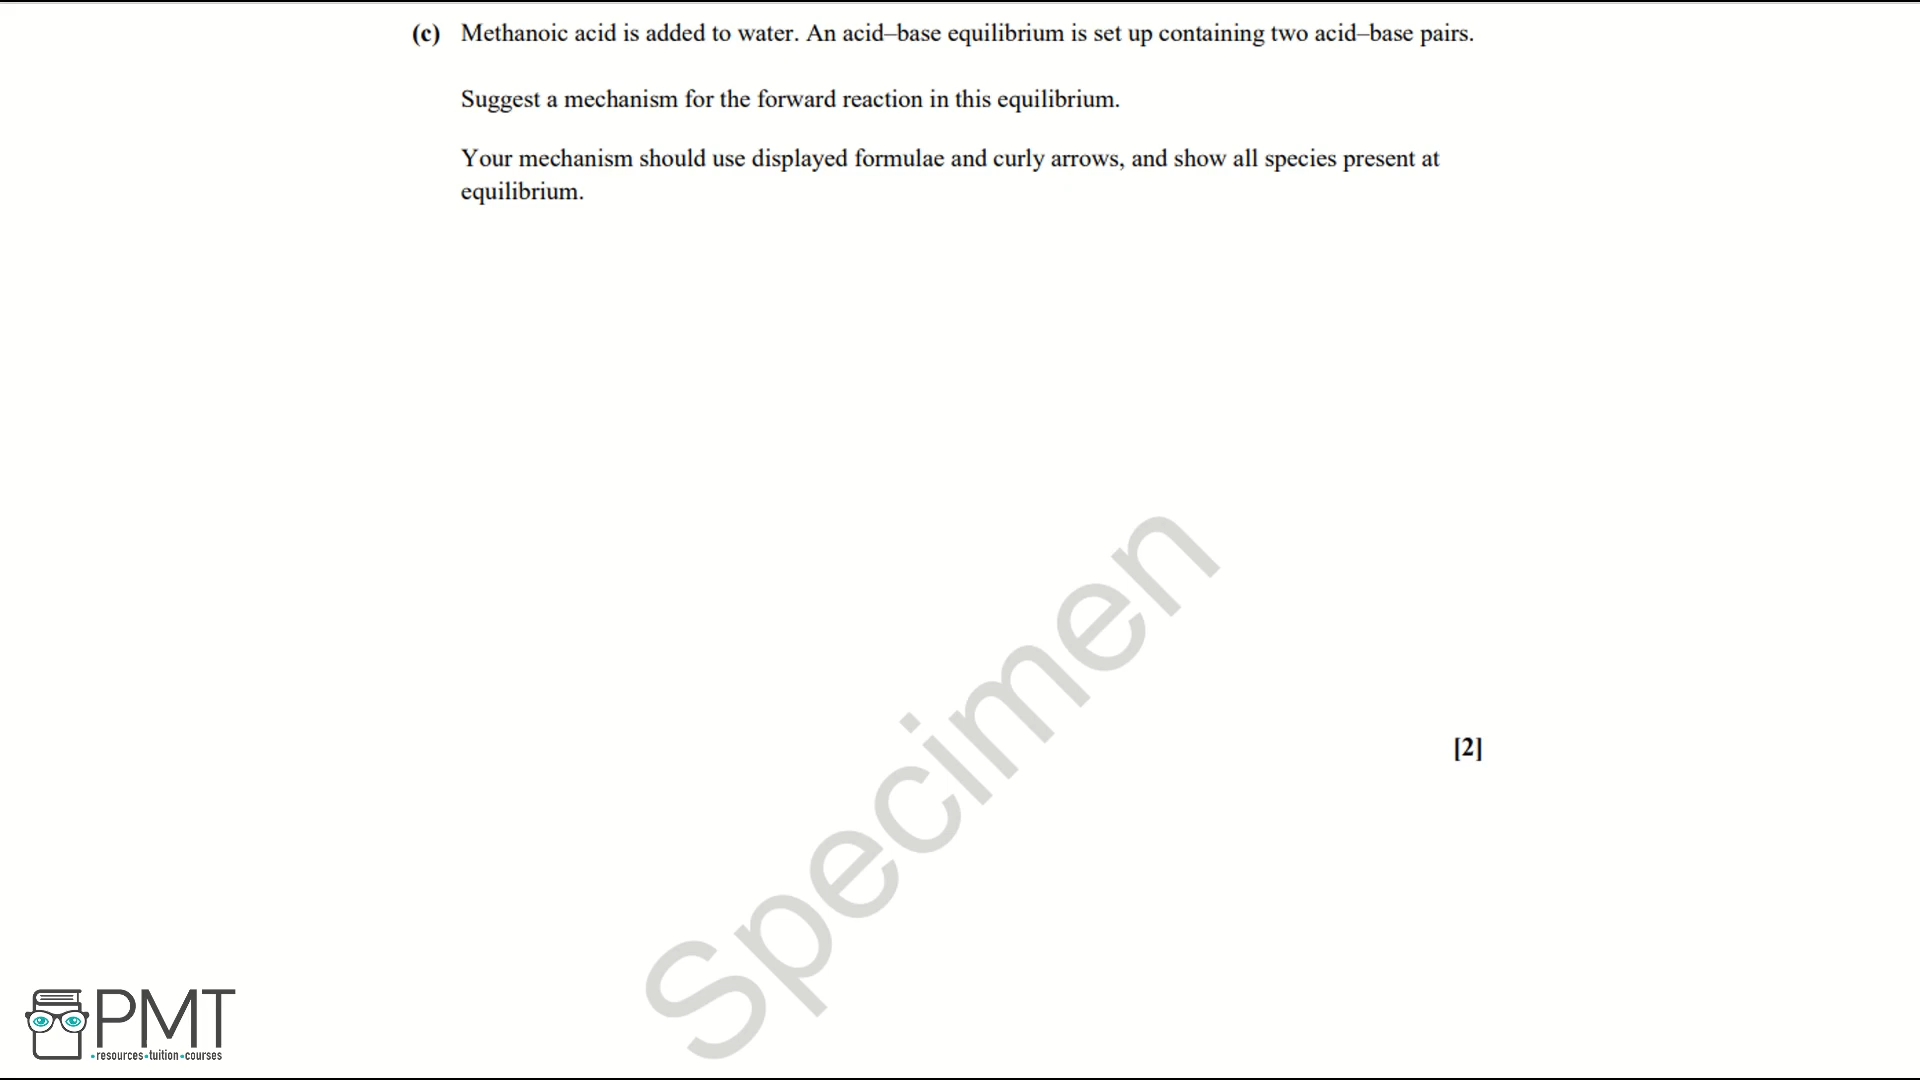 (c) Methanoic acid is added to water. An acid–base equilibrium is set up containing two acid–base pairs.
Suggest a mechanism for the forward reaction in this equilibrium.
Your mechanism should use displayed formulae and curly arrows, and show all species present at
equilibrium.
Specimen
[2]
PMT
•resources•tuition•courses